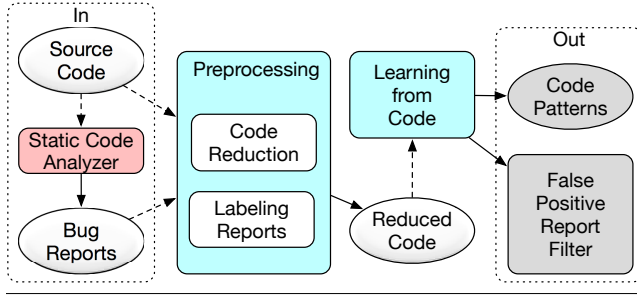 In
Source
Code
Static Code
Analyzer
Bug
Reports
Preprocessing
Code
Reduction
Labeling
Reports
Learning
from
Code
Reduced
Code
Out
Code
Patterns
False
Positive
Report
Filter